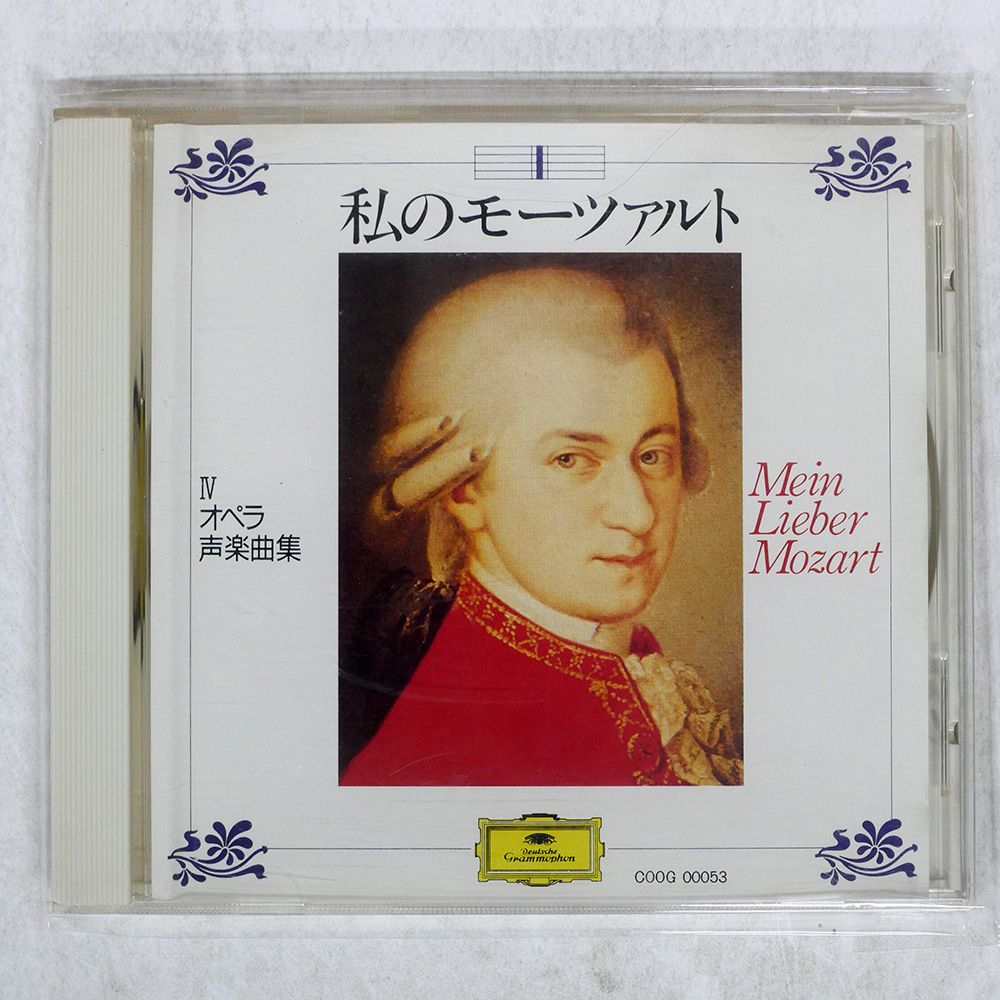 私のモーツァルト
Ⅳ
オペラ
声楽曲集
Mein
Lieber
Mozart
Deutsche
Grammophon
COOG 00053